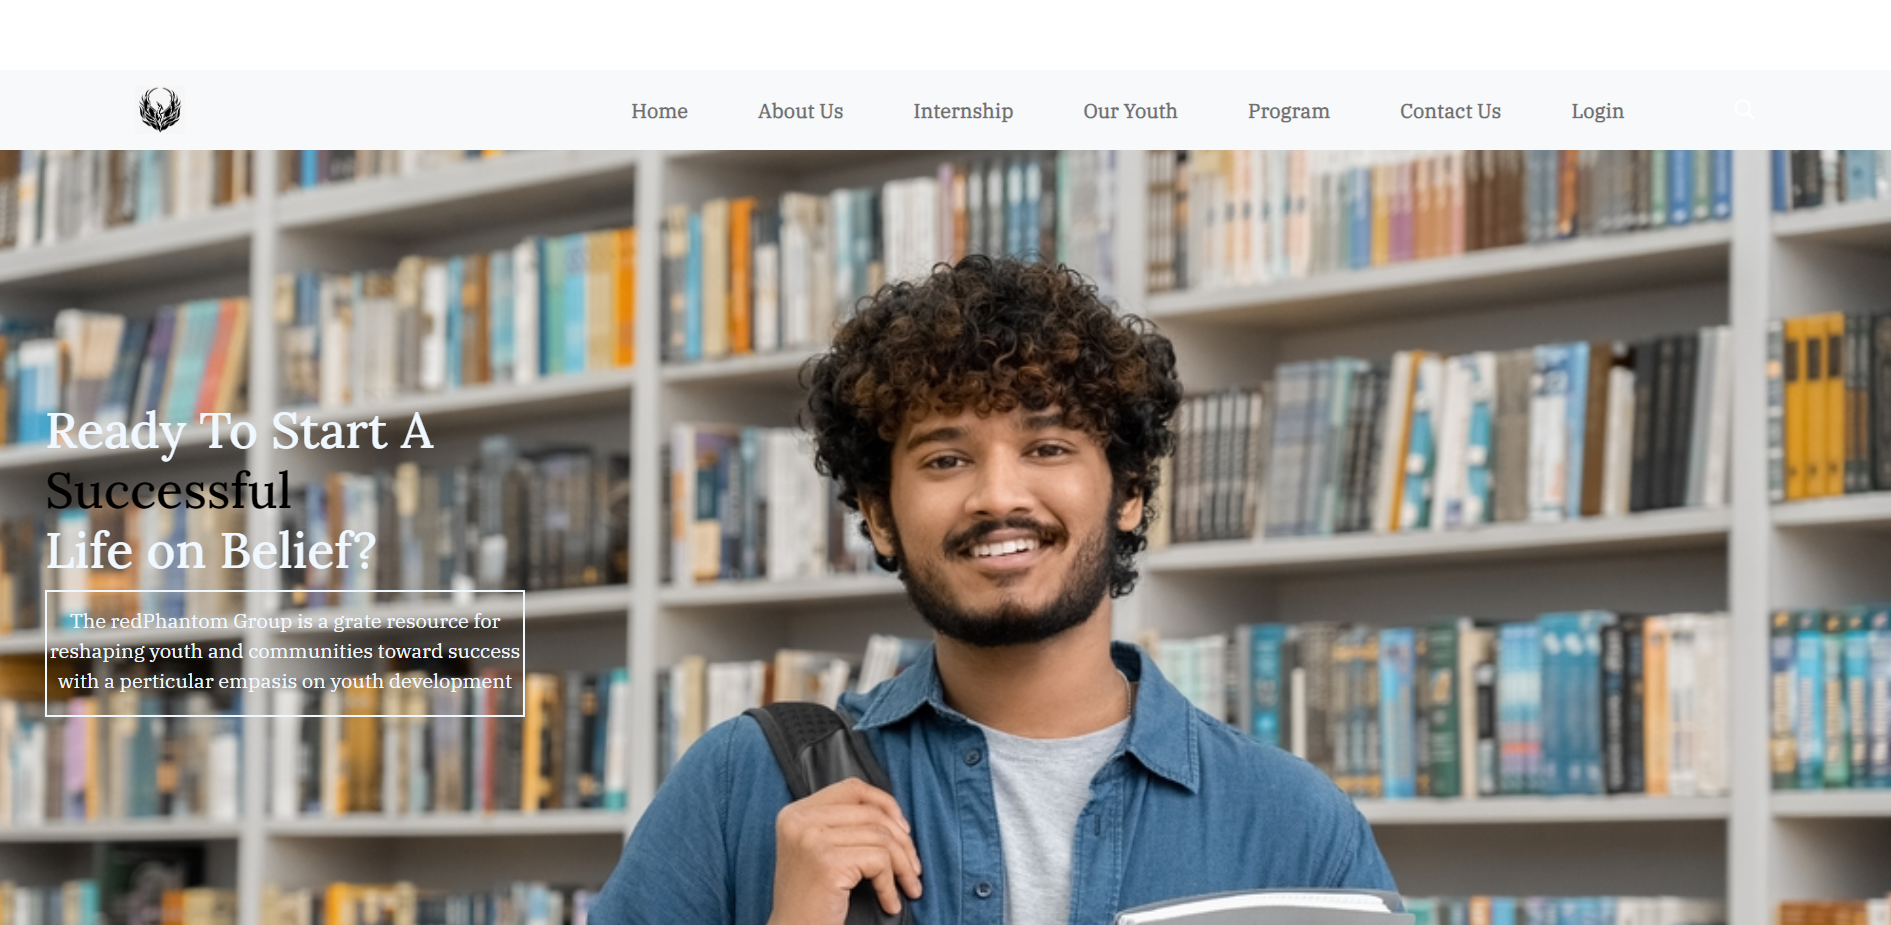 Home About Us Internship Our Youth Program Contact Us Login
Ready To Start A
Successful
Life on Belief?
The redPhantom Group is a grate resource for
reshaping youth and communities toward success
with a perticular empasis on youth development